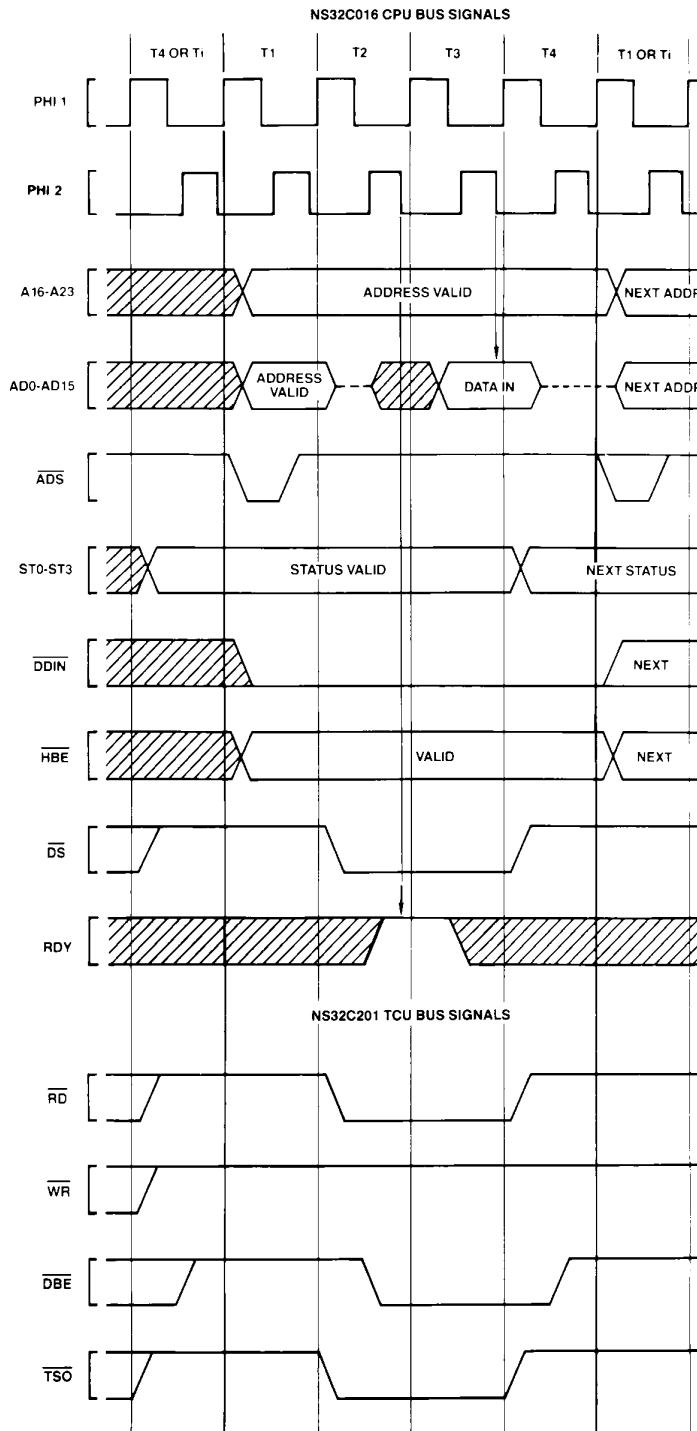 NS32C016 CPU BUS SIGNALS
T4 OR Ti T1 T2 T3 T4 T1 OR Ti
PHI 1
PHI 2
A16-A23 ADDRESS VALID NEXT ADDR
AD0-AD15 ADDRESS VALID DATA IN NEXT ADDR
ADS
ST0-ST3 STATUS VALID NEXT STATUS
DDIN NEXT
HBE VALID NEXT
DS
RDY
NS32C201 TCU BUS SIGNALS
RD
WR
DBE
TSO